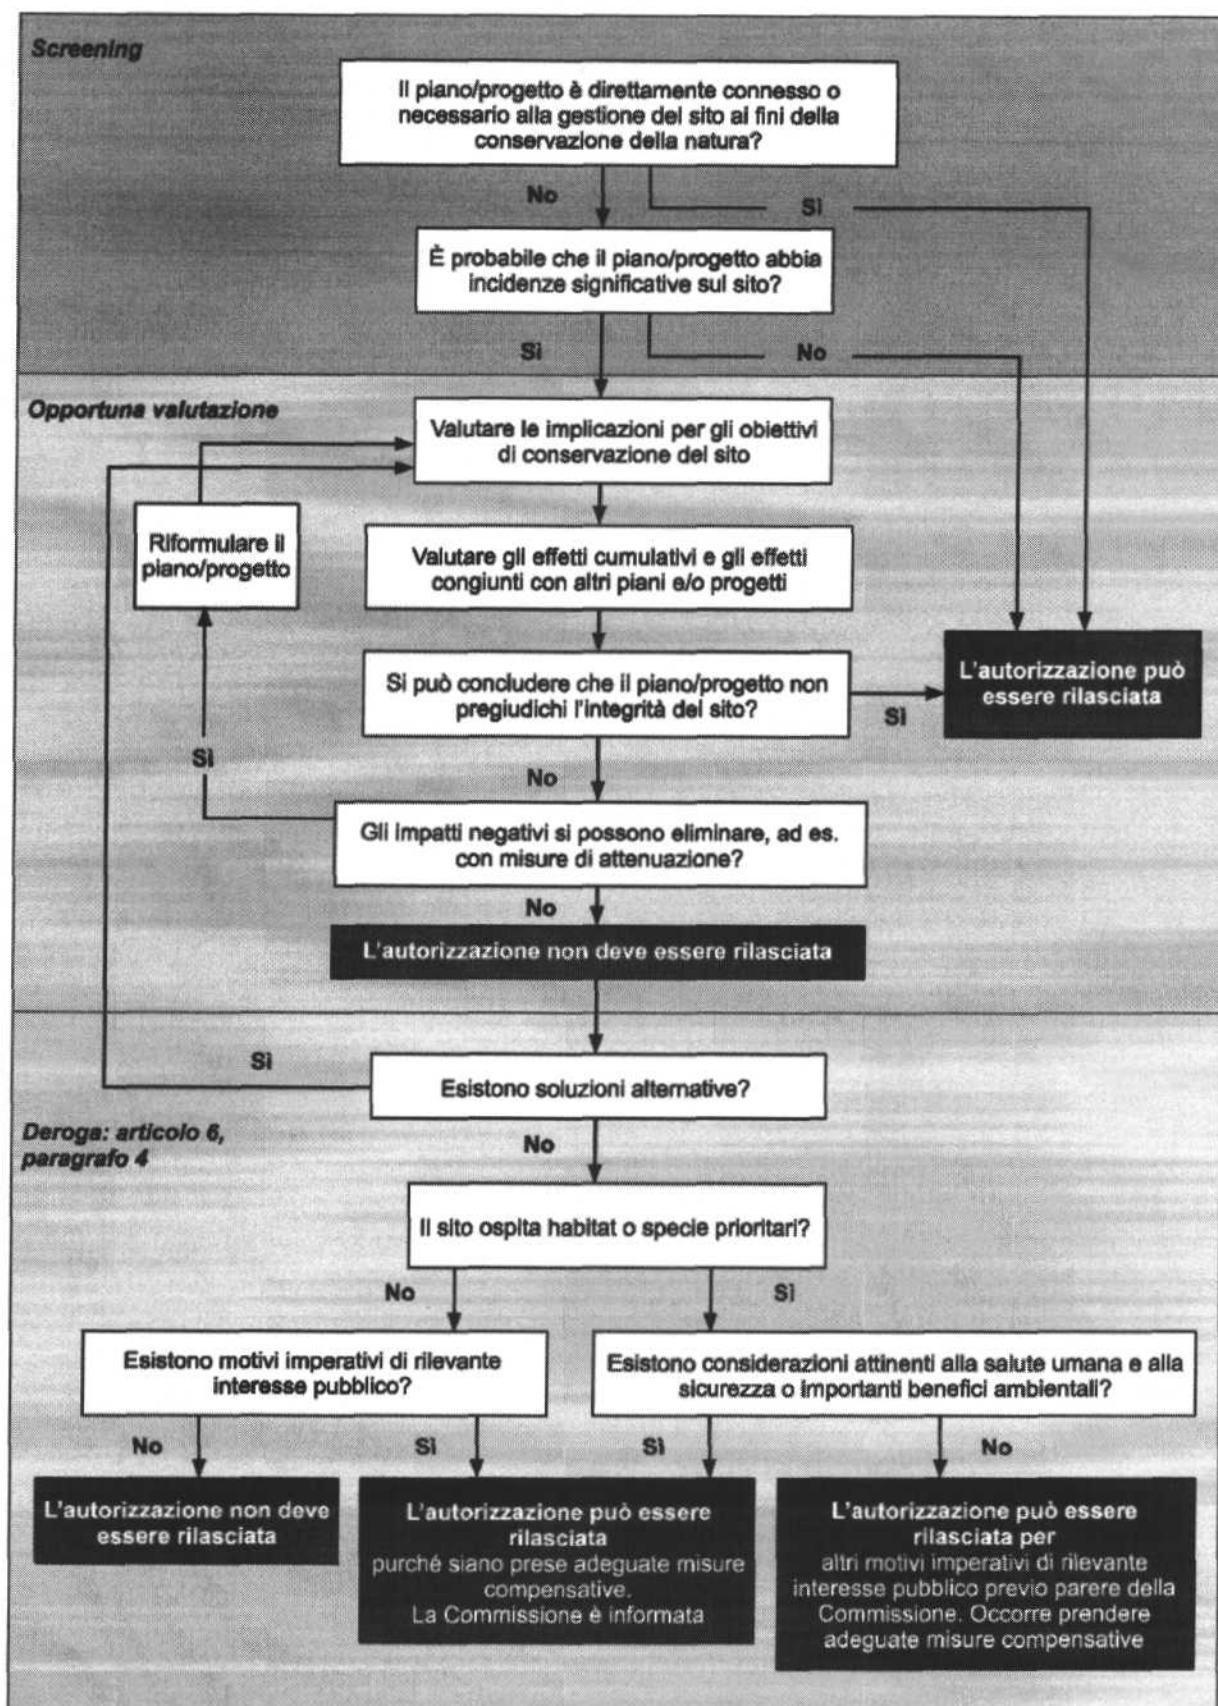 Screening
Il piano/progetto è direttamente connesso o
necessario alla gestione del sito ai fini della
conservazione della natura?
No
Sì
È probabile che il piano/progetto abbia
incidenze significative sul sito?
Sì
No
Opportuna valutazione
Valutare le implicazioni per gli obiettivi
di conservazione del sito
Riformulare il
piano/progetto
Valutare gli effetti cumulativi e gli effetti
congiunti con altri piani e/o progetti
Si può concludere che il piano/progetto non
pregiudichi l'integrità del sito?
Sì
L'autorizzazione può
essere rilasciata
Sì
No
Gli impatti negativi si possono eliminare, ad es.
con misure di attenuazione?
No
L'autorizzazione non deve essere rilasciata
Sì
Esistono soluzioni alternative?
Deroga: articolo 6,
paragrafo 4
No
Il sito ospita habitat o specie prioritari?
No
Sì
Esistono motivi imperativi di rilevante
interesse pubblico?
Esistono considerazioni attinenti alla salute umana e alla
sicurezza o importanti benefici ambientali?
No
Sì
Sì
No
L'autorizzazione non deve
essere rilasciata
L'autorizzazione può essere
rilasciata
purché siano prese adeguate misure
compensative.
La Commissione è informata
L'autorizzazione può essere
rilasciata per
altri motivi imperativi di rilevante
interesse pubblico previo parere della
Commissione. Occorre prendere
adeguate misure compensative